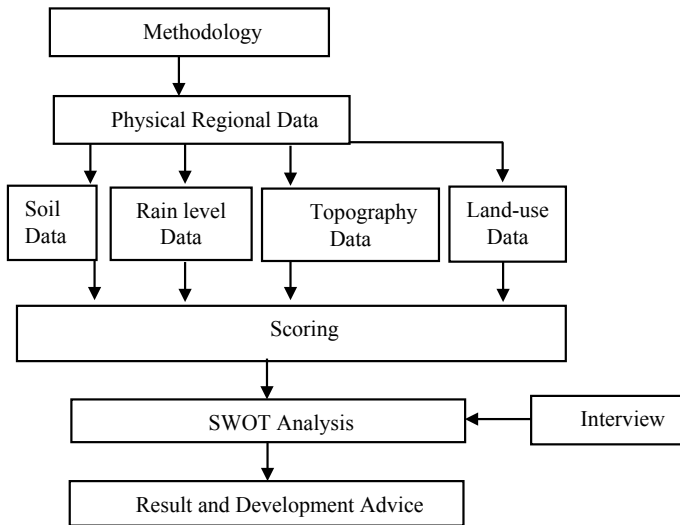 Methodology
Physical Regional Data
Soil
Data
Rain level
Data
Topography
Data
Land-use
Data
Scoring
SWOT Analysis
Interview
Result and Development Advice